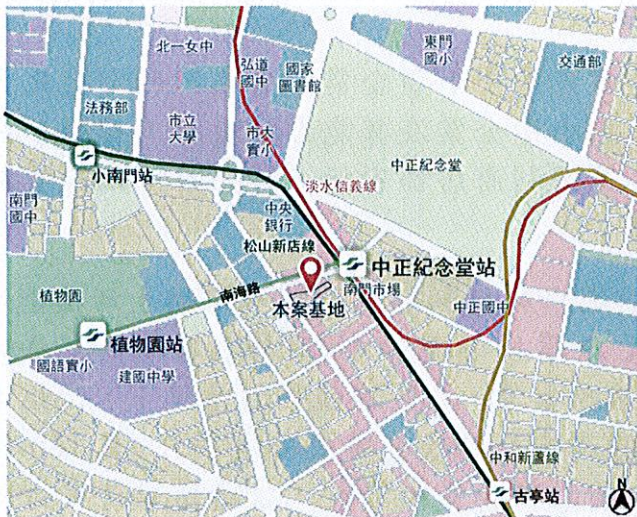 北一女中
弘道
國中
國家
圖書館
東門
國小
交通部
法務部
市立
大學
市大
實小
中正紀念堂
小南門站
淡水信義線
南門
國中
中央
銀行
松山新店線
中正紀念堂站
南門市場
植物園
南海路
本案基地
中正國中
植物園站
國語實小
建國中學
中和新蘆線
古亭站
N